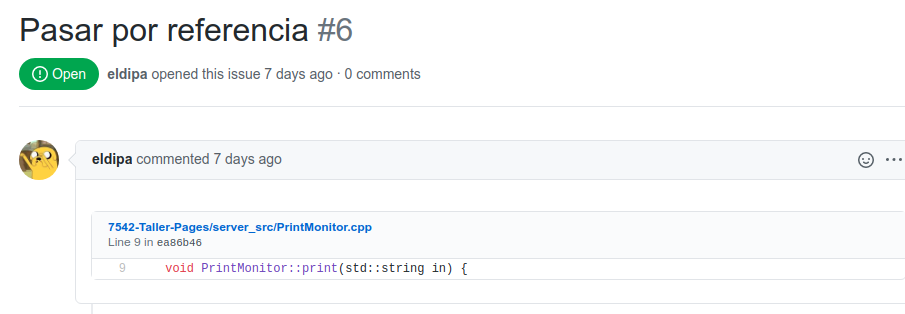 Pasar por referencia #6
Open eldipa opened this issue 7 days ago · 0 comments
eldipa commented 7 days ago
7542-Taller-Pages/server_src/PrintMonitor.cpp
Line 9 in ea86b46
9 void PrintMonitor::print(std::string in) {